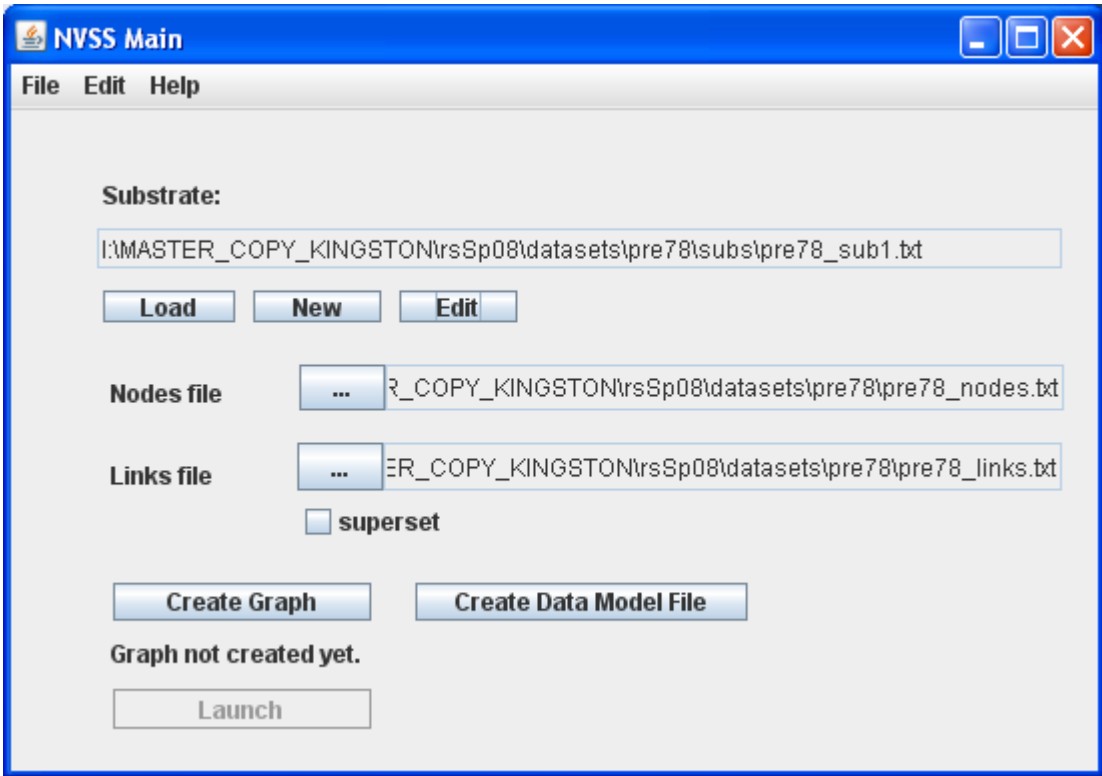 NVSS Main
File Edit Help
Substrate:
I:\MASTER_COPY_KINGSTON\rsSp08\datasets\pre78\subs\pre78_sub1.txt
Load New Edit
Nodes file ... R_COPY_KINGSTON\rsSp08\datasets\pre78\pre78_nodes.txt
Links file ... ER_COPY_KINGSTON\rsSp08\datasets\pre78\pre78_links.txt
superset
Create Graph Create Data Model File
Graph not created yet.
Launch